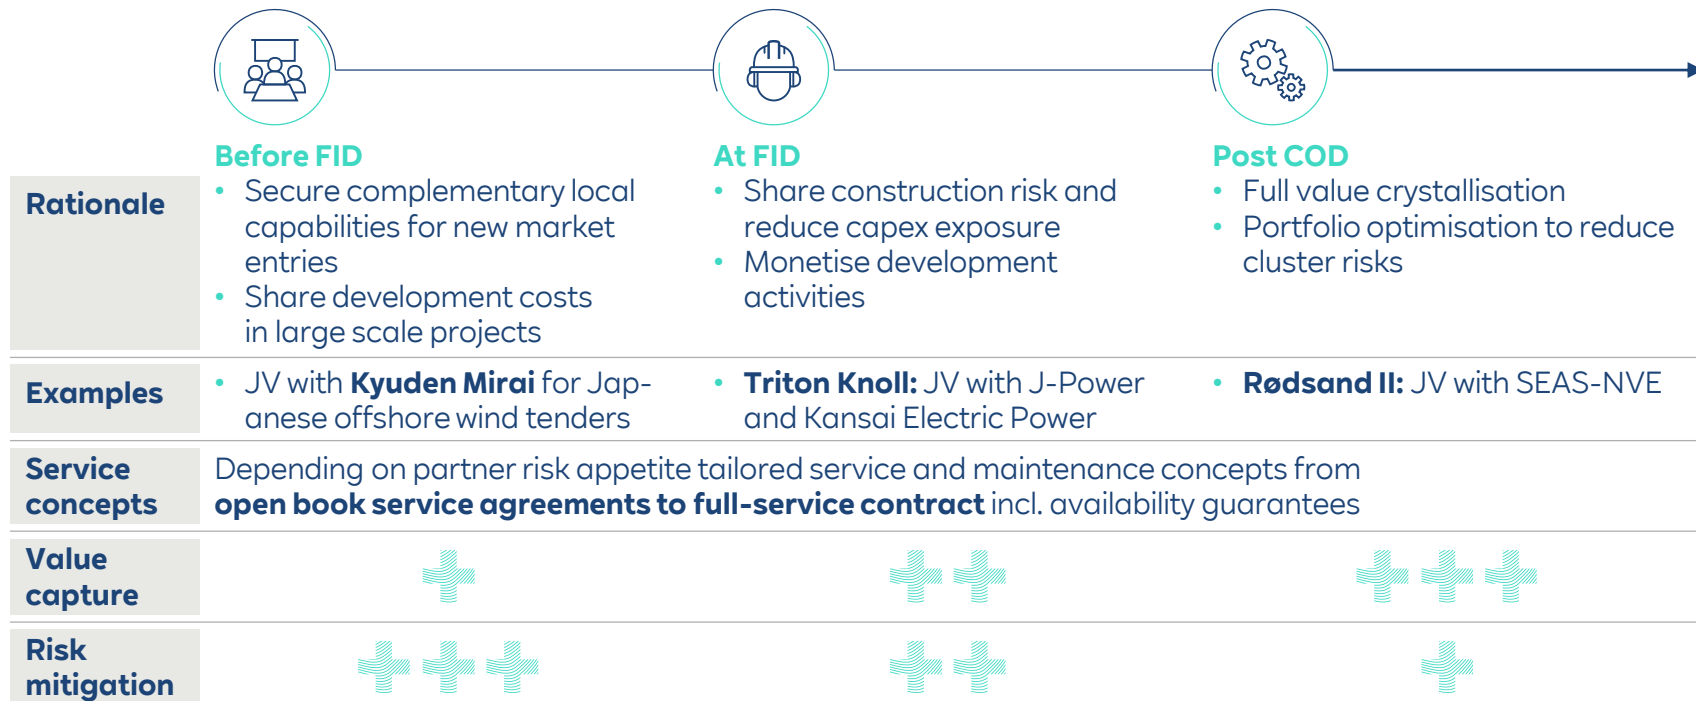 Before FID
At FID
Post COD
Rationale
• Secure complementary local
capabilities for new market
entries
• Share development costs
in large scale projects
• Share construction risk and
reduce capex exposure
• Monetise development
activities
• Full value crystallisation
• Portfolio optimisation to reduce
cluster risks
Examples
• JV with Kyuden Mirai for Jap-
anese offshore wind tenders
• Triton Knoll: JV with J-Power
and Kansai Electric Power
• Rødsand II: JV with SEAS-NVE
Service
concepts
Depending on partner risk appetite tailored service and maintenance concepts from
open book service agreements to full-service contract incl. availability guarantees
Value
capture
Risk
mitigation